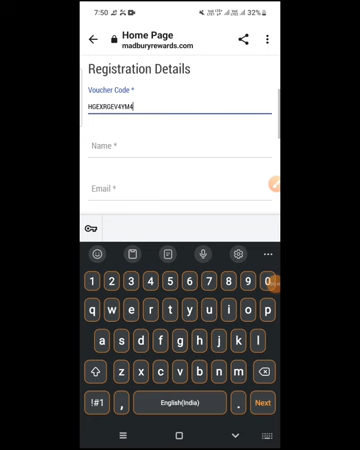 7:50
32%
Home Page
madburyrewards.com
Registration Details
Voucher Code *
HGEXRGEV4YM4
Name *
Email *
1 2 3 4 5 6 7 8 9 0
q w e r t y u i o p
a s d f g h j k l
z x c v b n m
!#1 , English(India) . Next